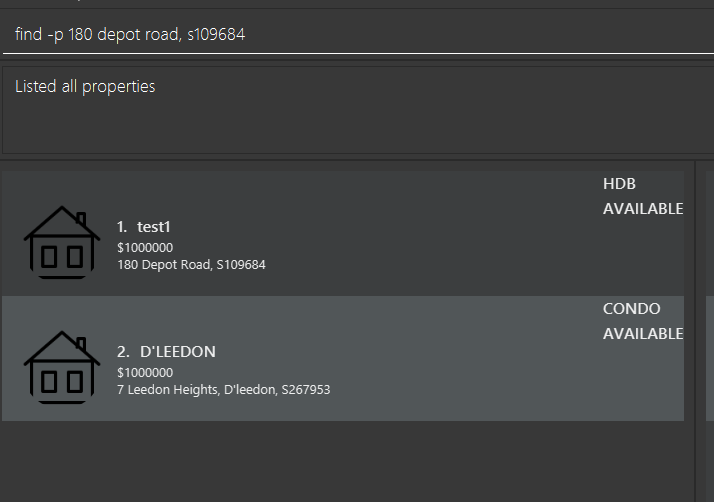 find -p 180 depot road, s109684
Listed all properties
HDB
AVAILABLE
1. test1
$1000000
180 Depot Road, S109684
CONDO
AVAILABLE
2. D'LEEDON
$1000000
7 Leedon Heights, D'leedon, S267953